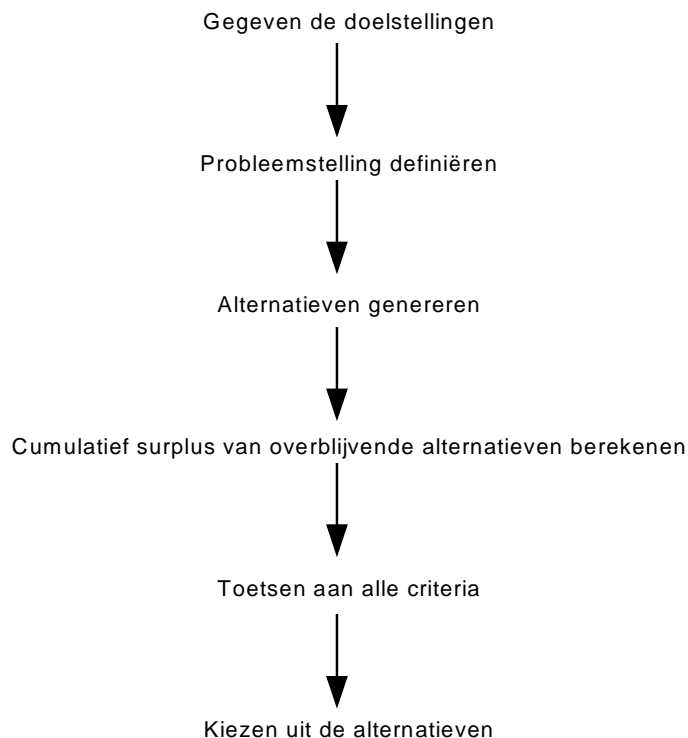 Gegeven de doelstellingen
Probleemstelling definiëren
Alternatieven genereren
Cumulatief surplus van overblijvende alternatieven berekenen
Toetsen aan alle criteria
Kiezen uit de alternatieven